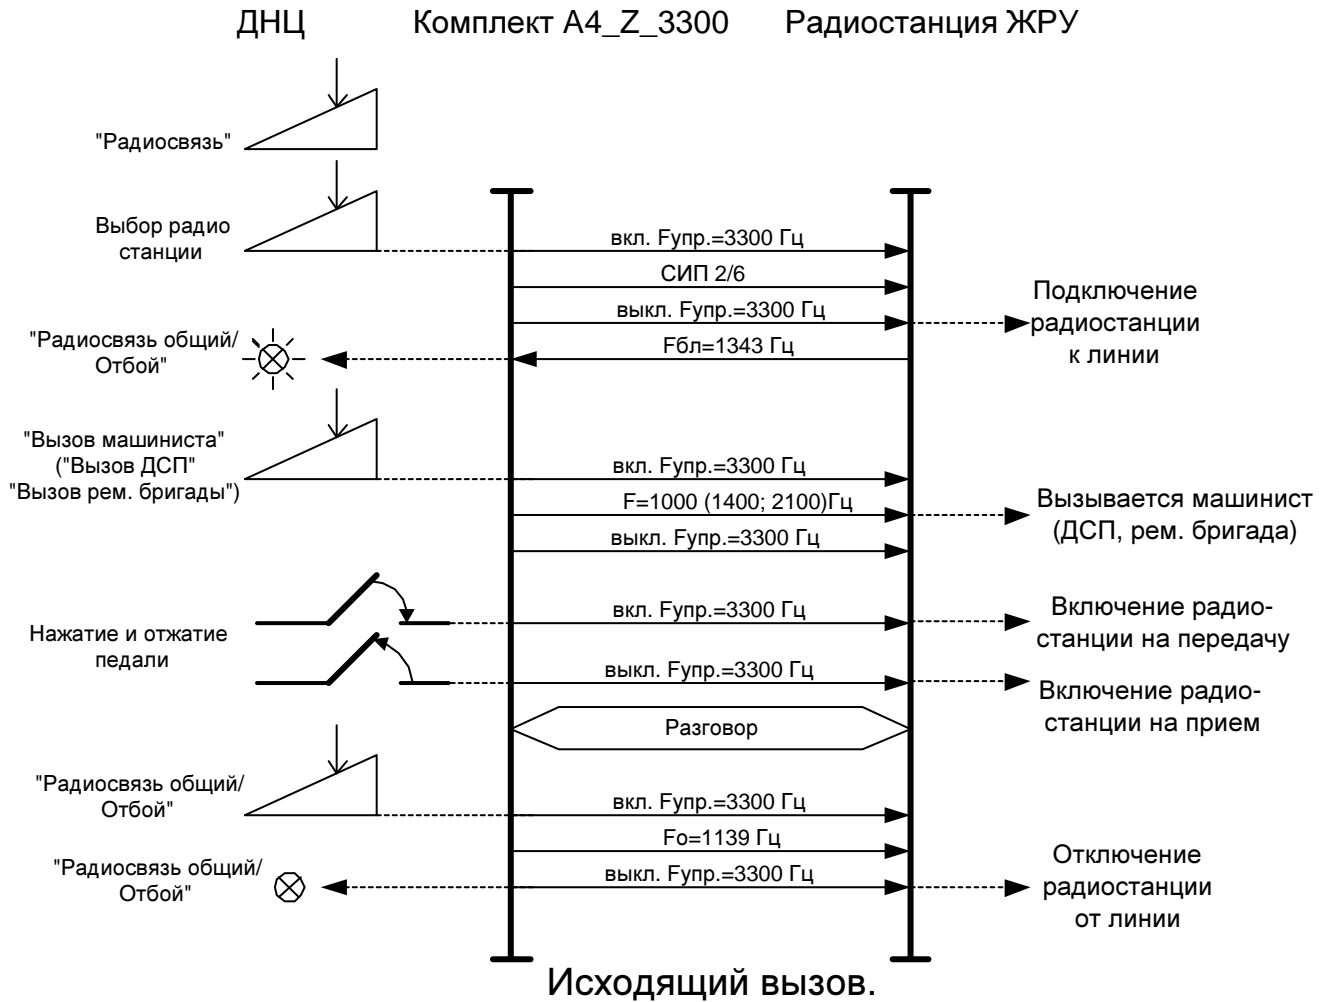 ДНЦ
Комплект A4_Z_3300
Радиостанция ЖРУ
"Радиосвязь"
Выбор радио
станции
вкл. Fупр.=3300 Гц
СИП 2/6
выкл. Fупр.=3300 Гц
Подключение
радиостанции
к линии
"Радиосвязь общий/
Отбой"
Fбл=1343 Гц
"Вызов машиниста"
("Вызов ДСП"
"Вызов рем. бригады")
вкл. Fупр.=3300 Гц
F=1000 (1400; 2100)Гц
выкл. Fупр.=3300 Гц
Вызывается машинист
(ДСП, рем. бригада)
Нажатие и отжатие
педали
вкл. Fупр.=3300 Гц
Включение радио-
станции на передачу
выкл. Fупр.=3300 Гц
Включение радио-
станции на прием
Разговор
"Радиосвязь общий/
Отбой"
вкл. Fупр.=3300 Гц
Fo=1139 Гц
"Радиосвязь общий/
Отбой"
выкл. Fупр.=3300 Гц
Отключение
радиостанции
от линии
Исходящий вызов.